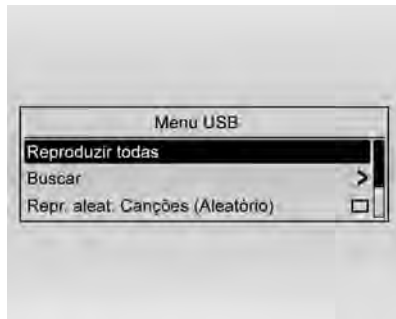 Menu USB
Reproduzir todas
Buscar
Repr. aleat. Canções (Aleatório)